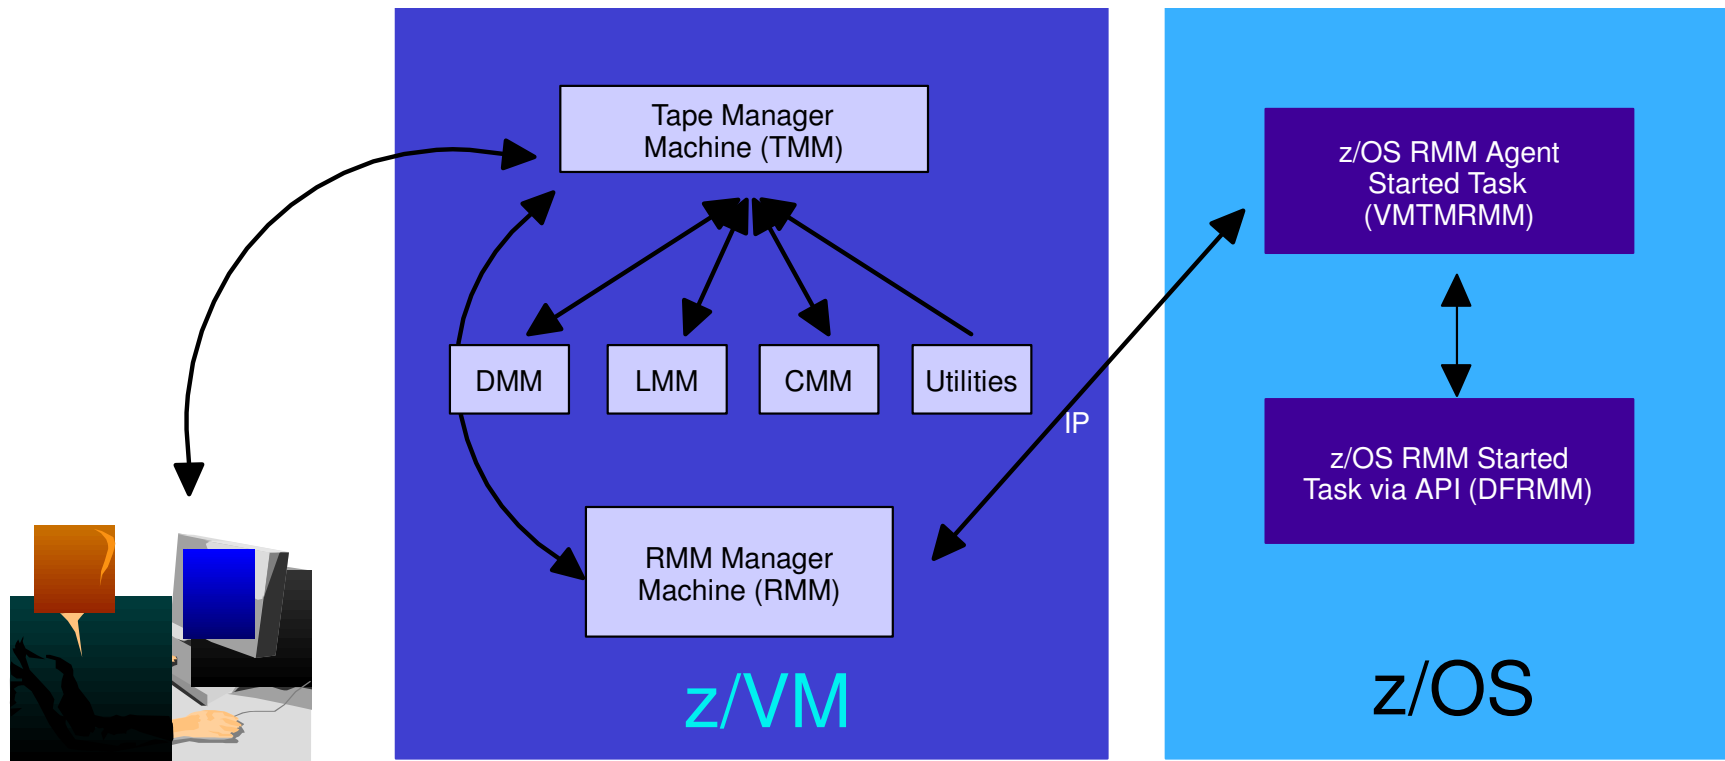 Tape Manager
Machine (TMM)
DMM
LMM
CMM
Utilities
IP
RMM Manager
Machine (RMM)
z/VM
z/OS RMM Agent
Started Task
(VMTMRMM)
z/OS RMM Started
Task via API (DFRMM)
z/OS